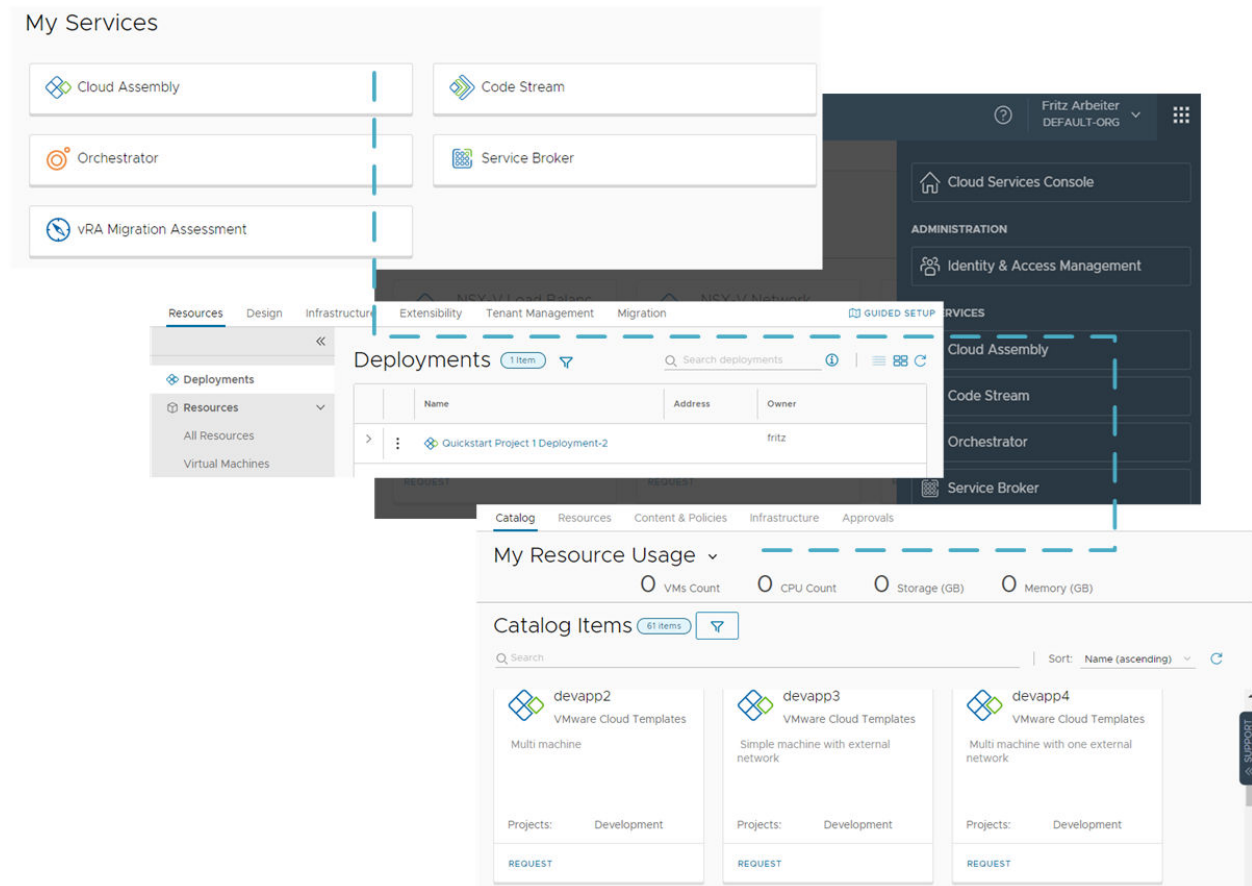 My Services
Cloud Assembly
Code Stream
Orchestrator
Service Broker
vRA Migration Assessment
Fritz Arbeiter
DEFAULT-ORG
Cloud Services Console
ADMINISTRATION
Identity & Access Management
NSX-V Load Balanc
NSX-V Network
ERVICES
Cloud Assembly
Code Stream
Orchestrator
Service Broker
REQUEST
REQUEST
Resources Design Infrastructure Extensibility Tenant Management Migration GUIDED SETUP
Deployments 1 item Search deployments
Deployments
Resources
All Resources
Virtual Machines
Name Address Owner
Quickstart Project 1 Deployment-2 fritz
Catalog Resources Content & Policies Infrastructure Approvals
My Resource Usage
0 VMs Count 0 CPU Count 0 Storage (GB) 0 Memory (GB)
Catalog Items 61 items
Search Sort: Name (ascending)
devapp2
VMware Cloud Templates
Multi machine
Projects: Development
REQUEST
devapp3
VMware Cloud Templates
Simple machine with external
network
Projects: Development
REQUEST
devapp4
VMware Cloud Templates
Multi machine with one external
network
Projects: Development
REQUEST
SUPPORT